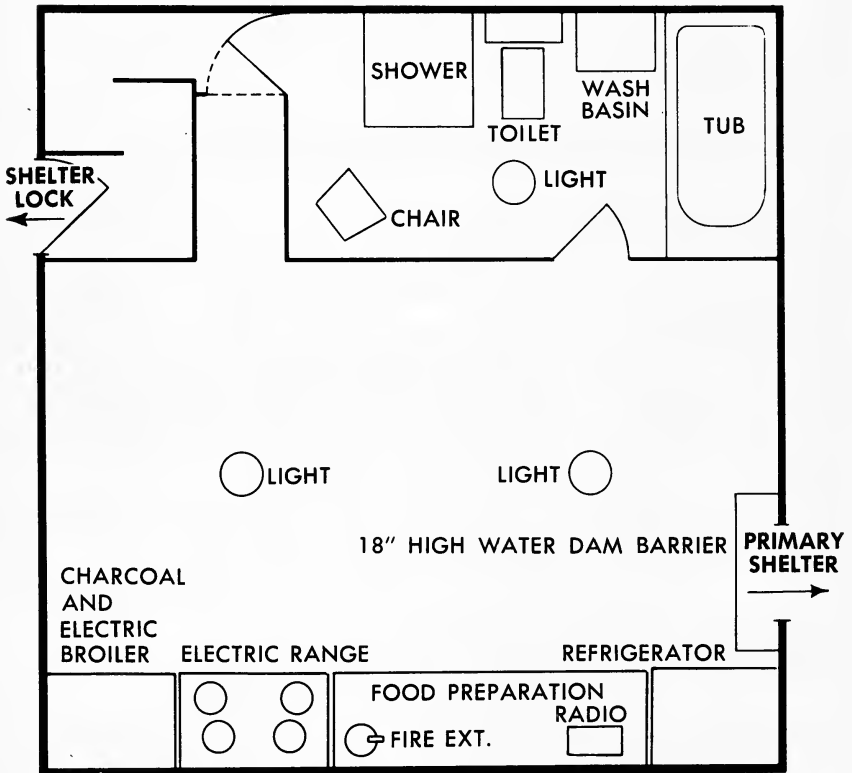 SHOWER
TOILET
WASH
BASIN
TUB
LIGHT
CHAIR
SHELTER
LOCK
LIGHT
LIGHT
18" HIGH WATER DAM BARRIER
PRIMARY
SHELTER
CHARCOAL
AND
ELECTRIC
BROILER
ELECTRIC RANGE
REFRIGERATOR
FOOD PREPARATION
RADIO
FIRE EXT.